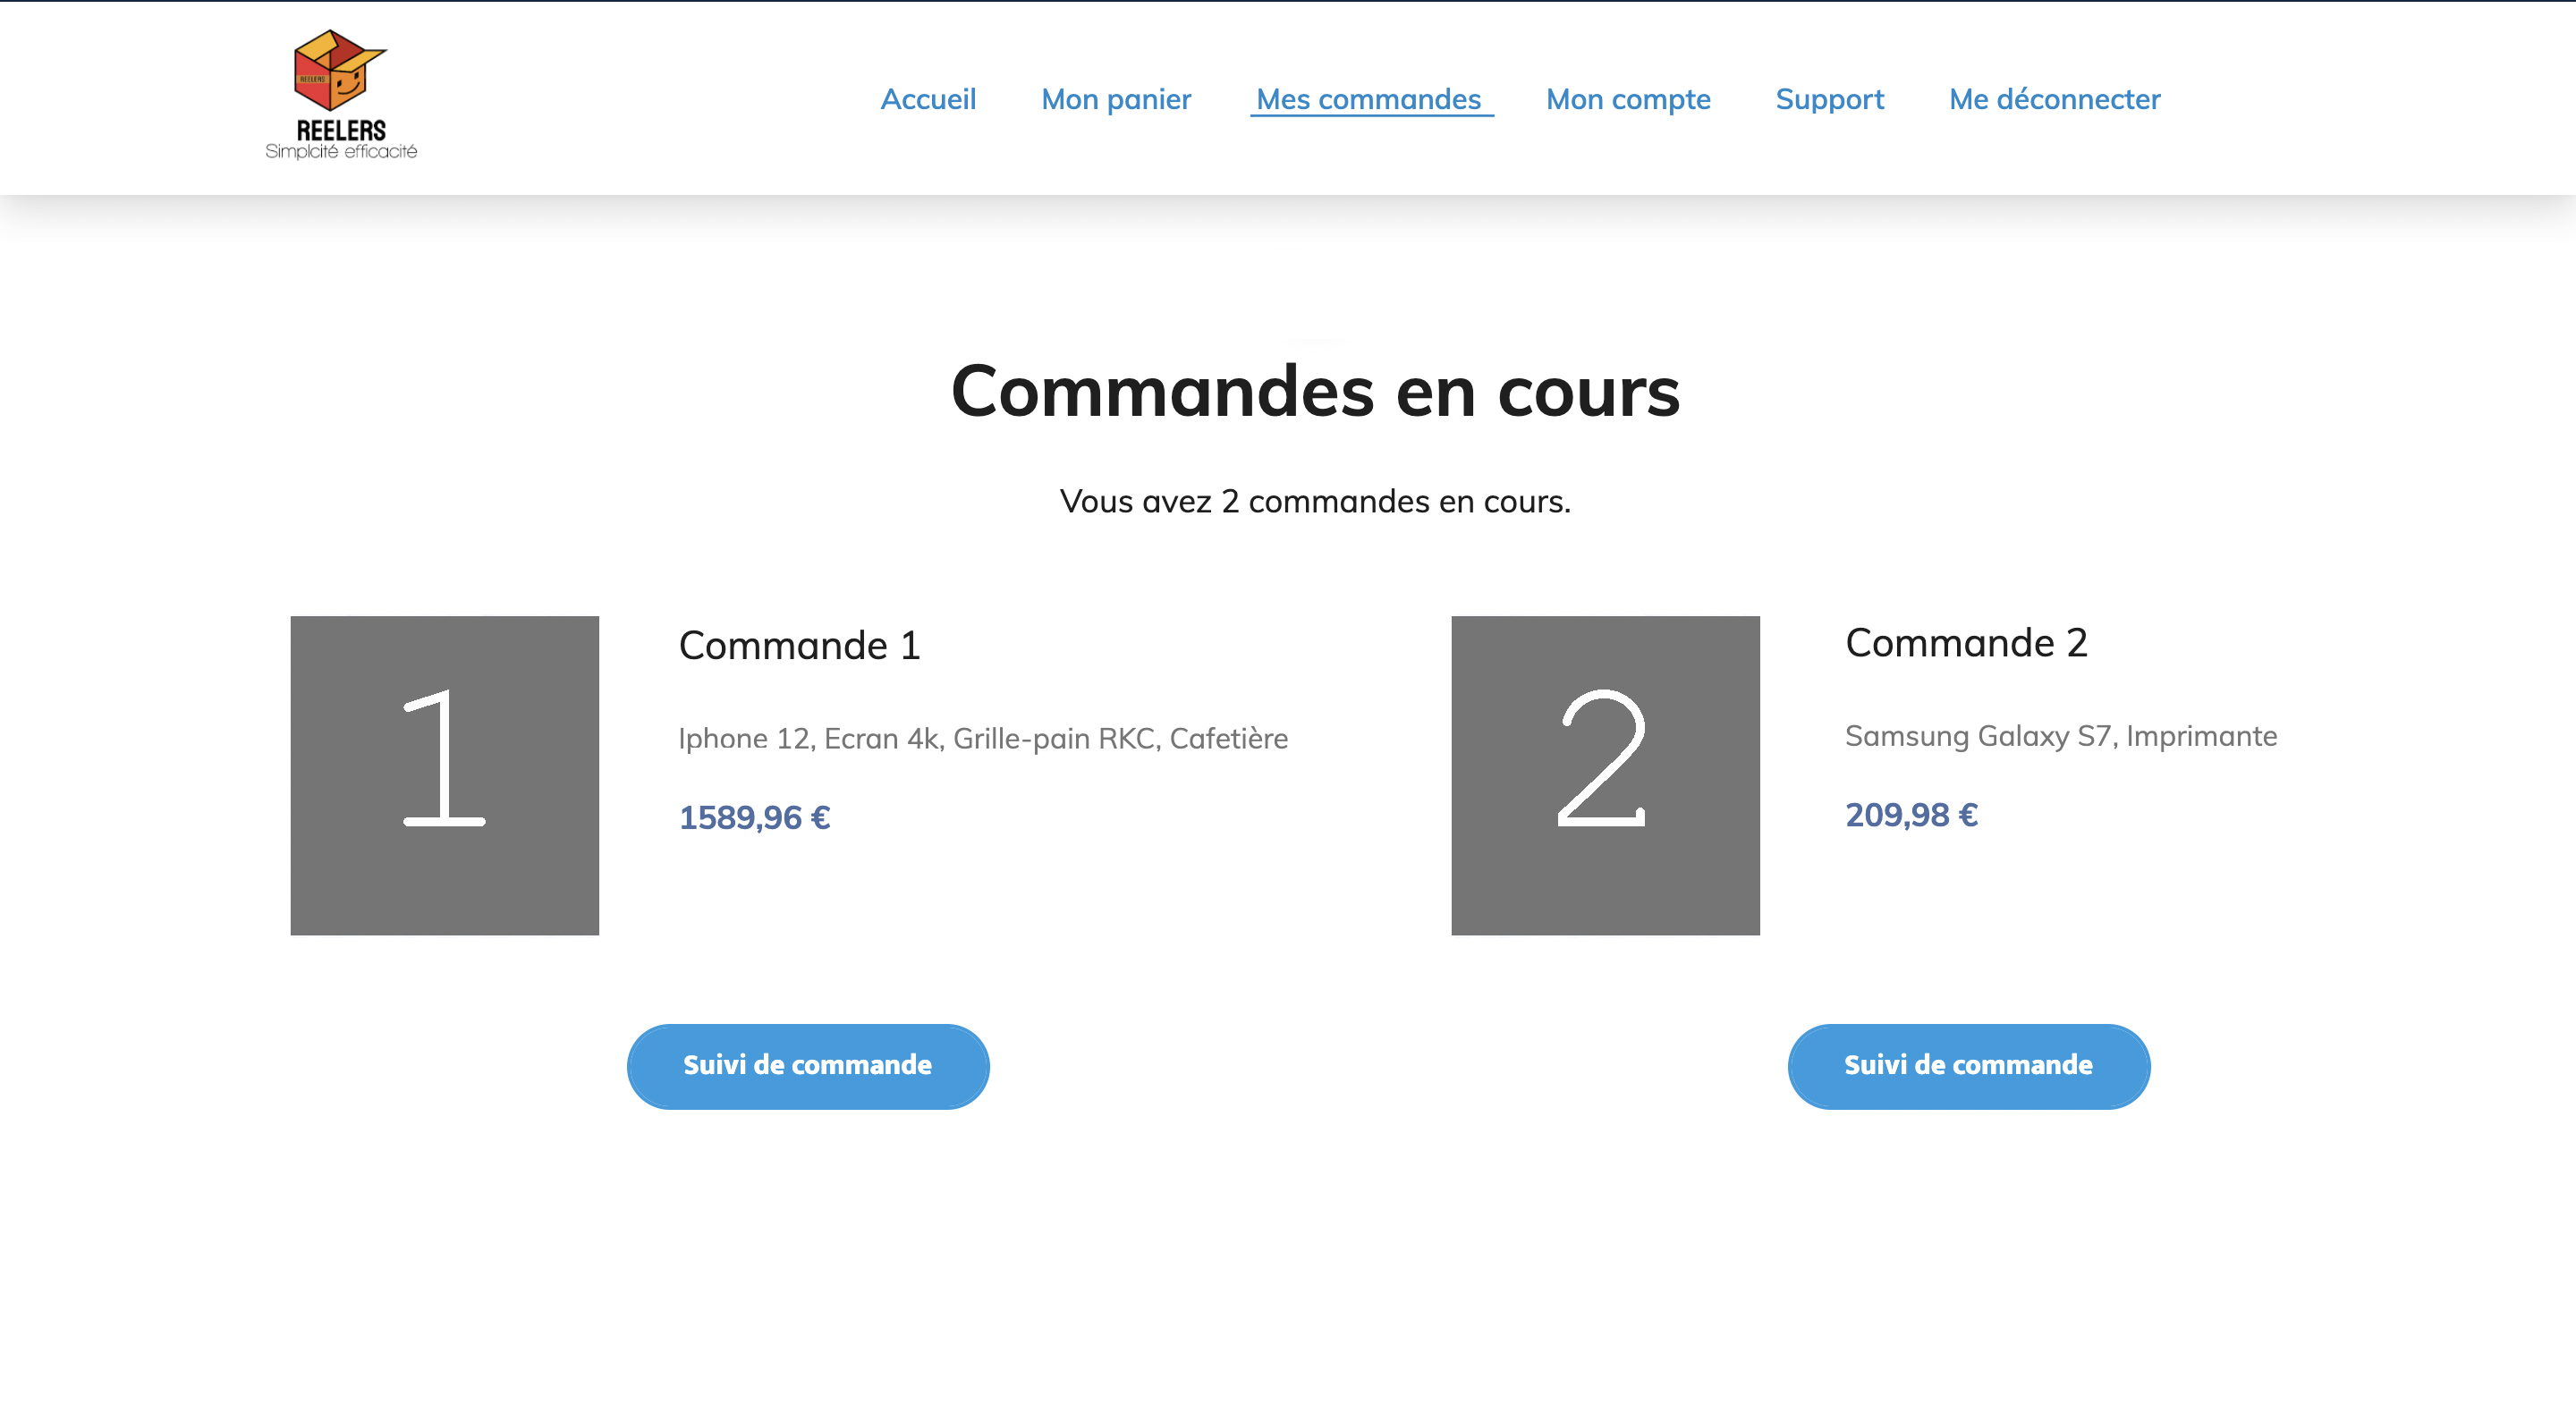 REELERS
REELERS
Simplcité efficacité
Accueil Mon panier Mes commandes Mon compte Support Me déconnecter
Commandes en cours
Vous avez 2 commandes en cours.
1
Commande 1
Iphone 12, Ecran 4k, Grille-pain RKC, Cafetière
1589,96 €
Suivi de commande
2
Commande 2
Samsung Galaxy S7, Imprimante
209,98 €
Suivi de commande